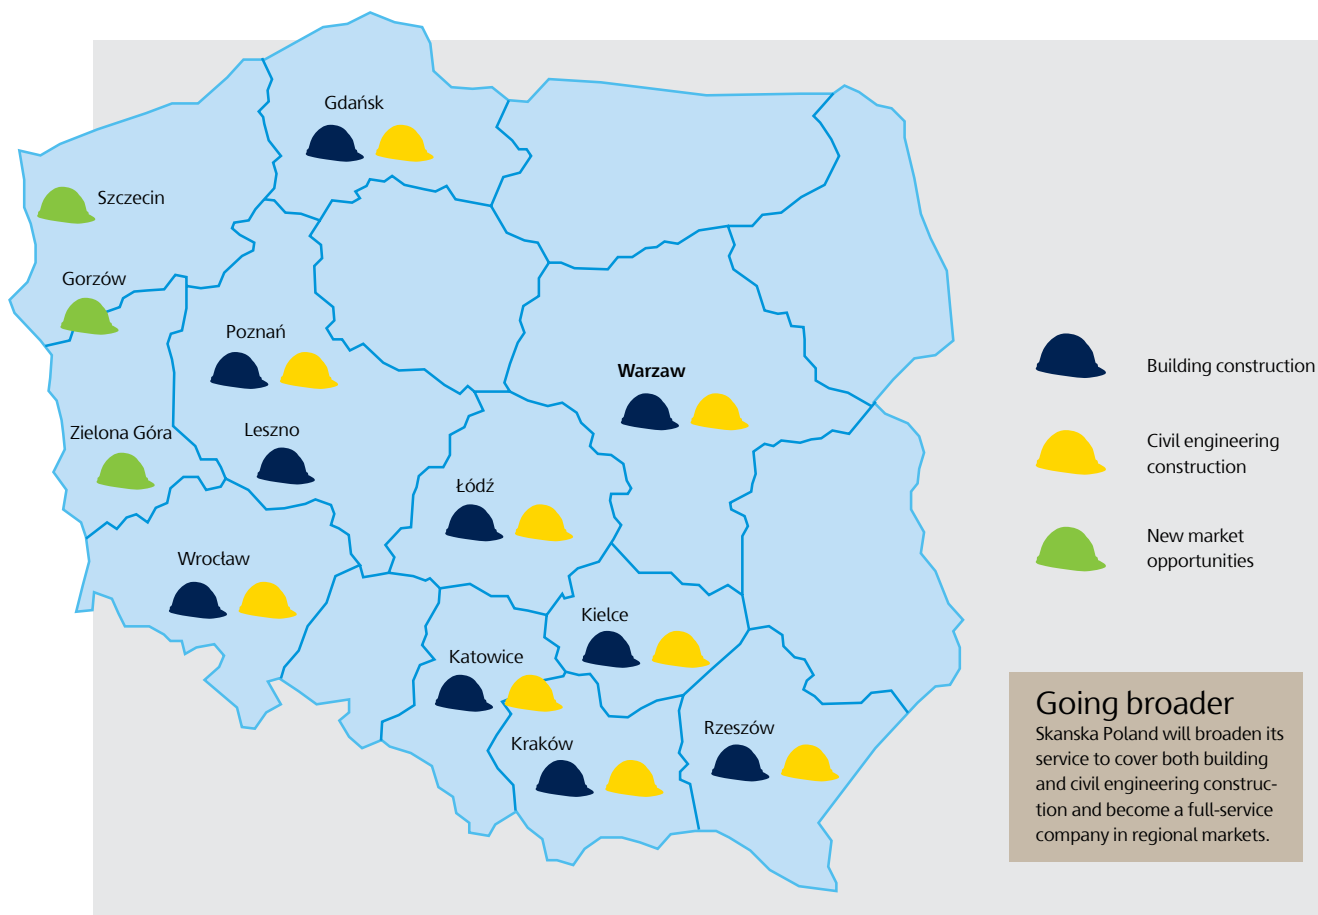 Gdańsk
Szczecin
Gorzów
Poznań
Warzaw
Zielona Góra
Leszno
Łódź
Wrocław
Kielce
Katowice
Rzeszów
Kraków
Building construction
Civil engineering
construction
New market
opportunities
Going broader
Skanska Poland will broaden its
service to cover both building
and civil engineering construc-
tion and become a full-service
company in regional markets.